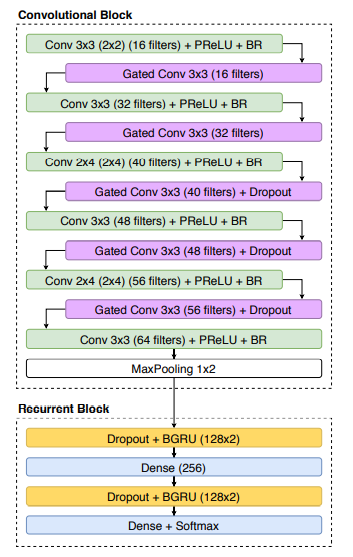 Convolutional Block
Conv 3x3 (2x2) (16 filters) + PReLU + BR
Gated Conv 3x3 (16 filters)
Conv 3x3 (32 filters) + PReLU + BR
Gated Conv 3x3 (32 filters)
Conv 2x4 (2x4) (40 filters) + PReLU + BR
Gated Conv 3x3 (40 filters) + Dropout
Conv 3x3 (48 filters) + PReLU + BR
Gated Conv 3x3 (48 filters) + Dropout
Conv 2x4 (2x4) (56 filters) + PReLU + BR
Gated Conv 3x3 (56 filters) + Dropout
Conv 3x3 (64 filters) + PReLU + BR
MaxPooling 1x2
Recurrent Block
Dropout + BGRU (128x2)
Dense (256)
Dropout + BGRU (128x2)
Dense + Softmax